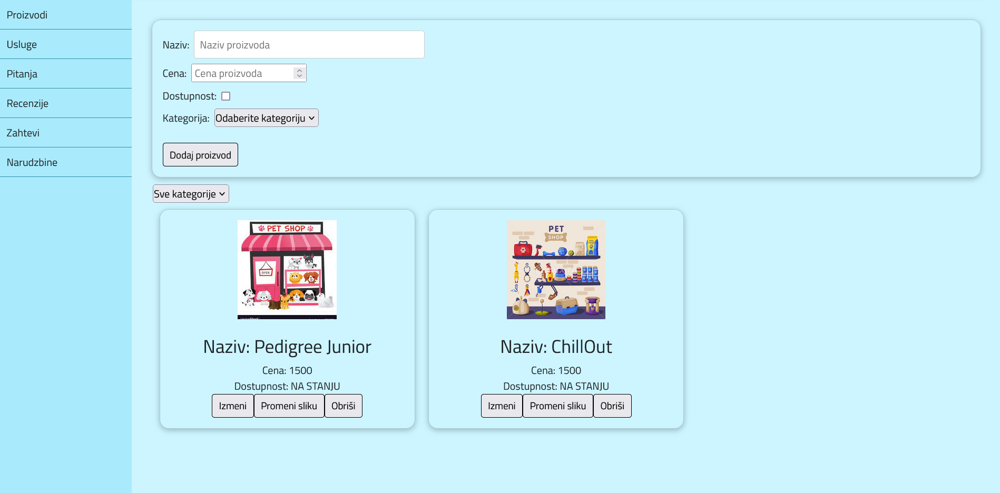 Proizvodi
Usluge
Pitanja
Recenzije
Zahtevi
Narudzbine
Naziv: Naziv proizvoda
Cena: Cena proizvoda
Dostupnost:
Kategorija: Odaberite kategoriju
Dodaj proizvod
Sve kategorije
PET SHOP
OPEN
VectorStock
Naziv: Pedigree Junior
Cena: 1500
Dostupnost: NA STANJU
Izmeni Promeni sliku Obriši
PET
SHOP
Naziv: ChillOut
Cena: 1500
Dostupnost: NA STANJU
Izmeni Promeni sliku Obriši